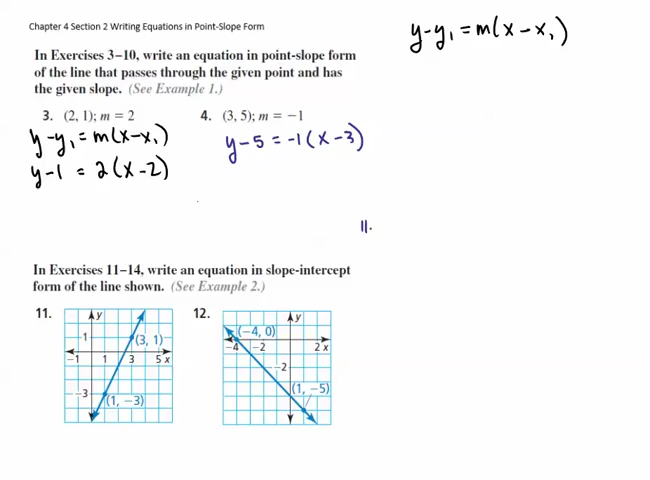 Chapter 4 Section 2 Writing Equations in Point-Slope Form
y-y₁=m(x-x₁)
In Exercises 3–10, write an equation in point-slope form
of the line that passes through the given point and has
the given slope. (See Example 1.)
3. (2, 1); m = 2
4. (3, 5); m = −1
y-y₁=m(x-x₁)
y-1 = 2(x-2)
y-5 = -1(x-3)
11.
In Exercises 11–14, write an equation in slope-intercept
form of the line shown. (See Example 2.)
11.
y
1
(3, 1)
−1 1 3 5 x
−3
(1, −3)
12.
y
(−4, 0)
−4 −2 2 x
−2
(1, −5)